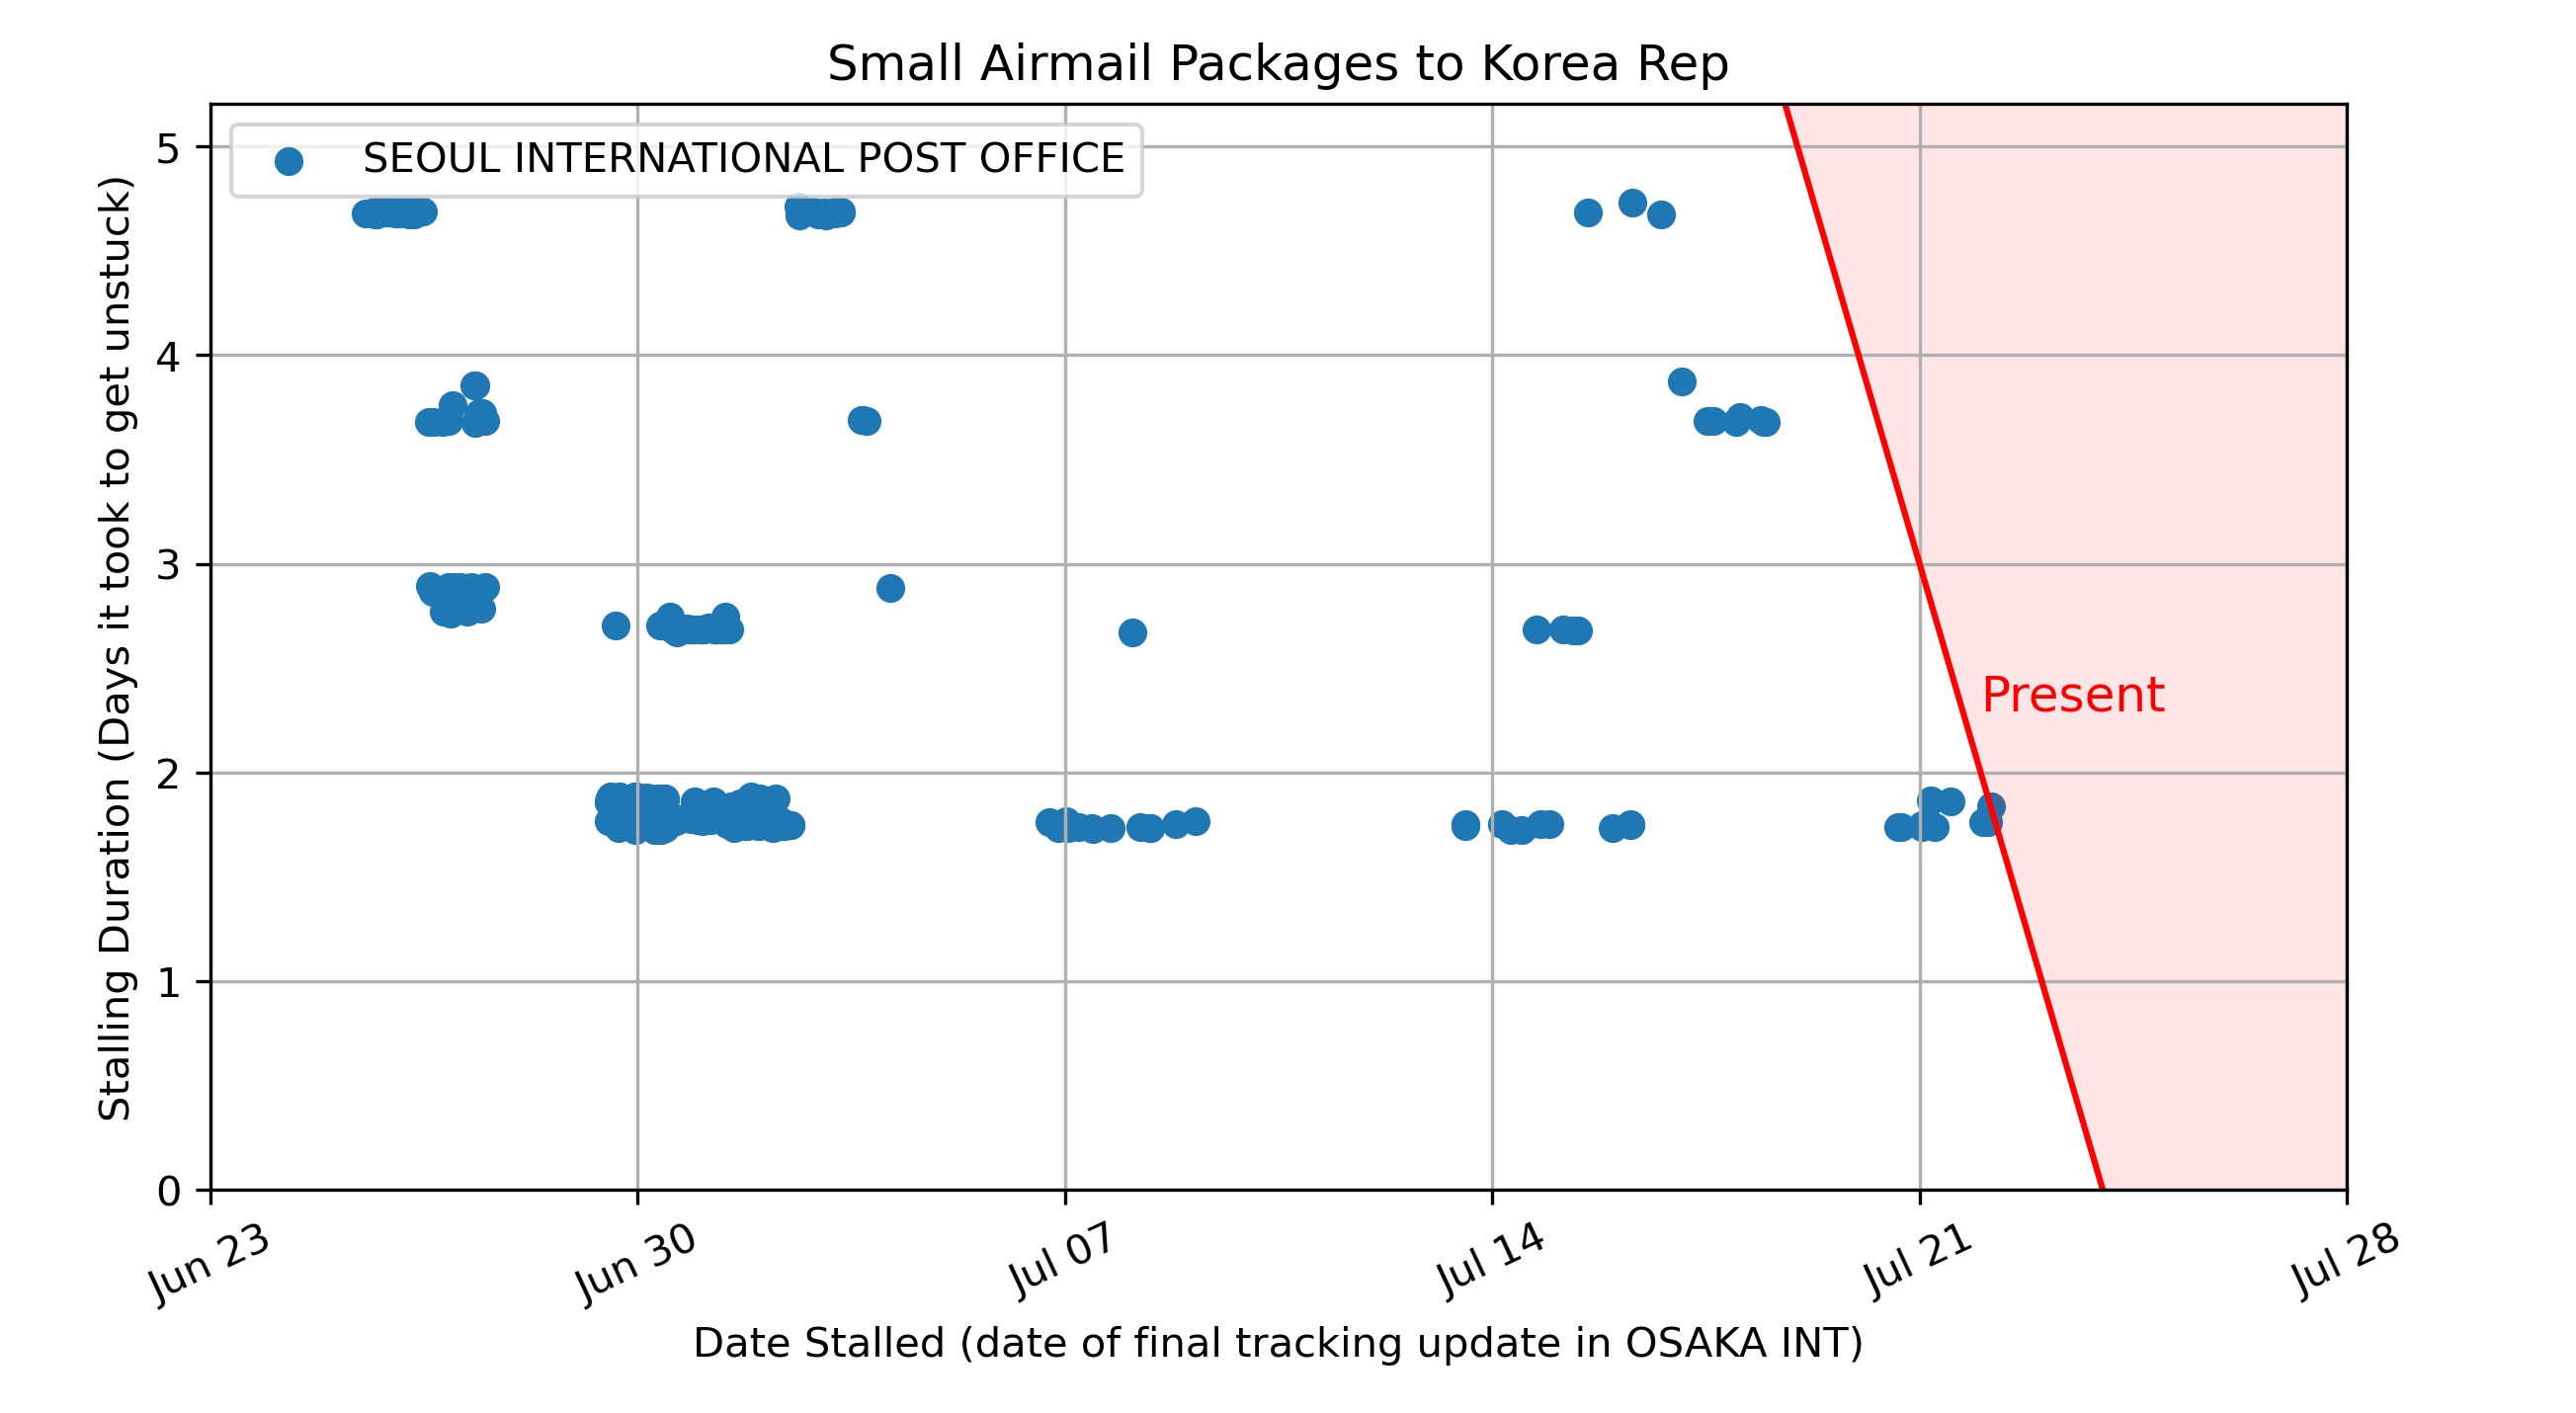 Small Airmail Packages to Korea Rep
SEOUL INTERNATIONAL POST OFFICE
Stalling Duration (Days it took to get unstuck)
5
4
3
2
1
0
Present
Jun 23
Jun 30
Jul 07
Jul 14
Jul 21
Jul 28
Date Stalled (date of final tracking update in OSAKA INT)